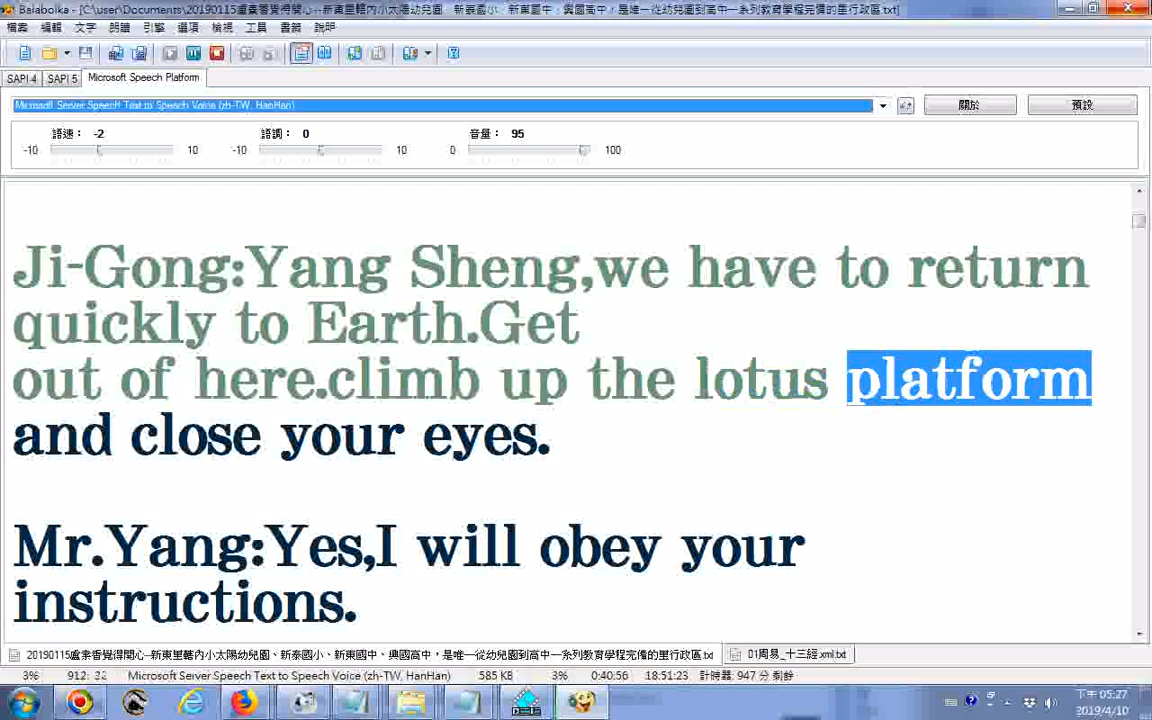 Balabolka - [C:\user\Documents\20190115盧素香覺得開心--新東里轄內小太陽幼兒園、新泰國小、新東國中、興國高中，是唯一從幼兒園到高中一系列教育學程完備的里行政區.txt]
檔案 編輯 文字 朗讀 引擎 選項 檢視 工具 書籤 說明
SAPI 4 SAPI 5 Microsoft Speech Platform
Microsoft Server Speech Text to Speech Voice (zh-TW, HanHan) 關於 預設
語速： -2 語調： 0 音量： 95
-10 10 -10 10 0 100
Ji-Gong:Yang Sheng,we have to return
quickly to Earth.Get
out of here.climb up the lotus platform
and close your eyes.
Mr.Yang:Yes,I will obey your
instructions.
20190115盧素香覺得開心--新東里轄內小太陽幼兒園、新泰國小、新東國中、興國高中，是唯一從幼兒園到高中一系列教育學程完備的里行政區.txt 01周易_十三經.xml.txt
3% 912: 32 Microsoft Server Speech Text to Speech Voice (zh-TW, HanHan) 585 KB 3% 0:40:56 18:51:23 計時器: 947 分 剩餘
下午 05:27
2019/4/10